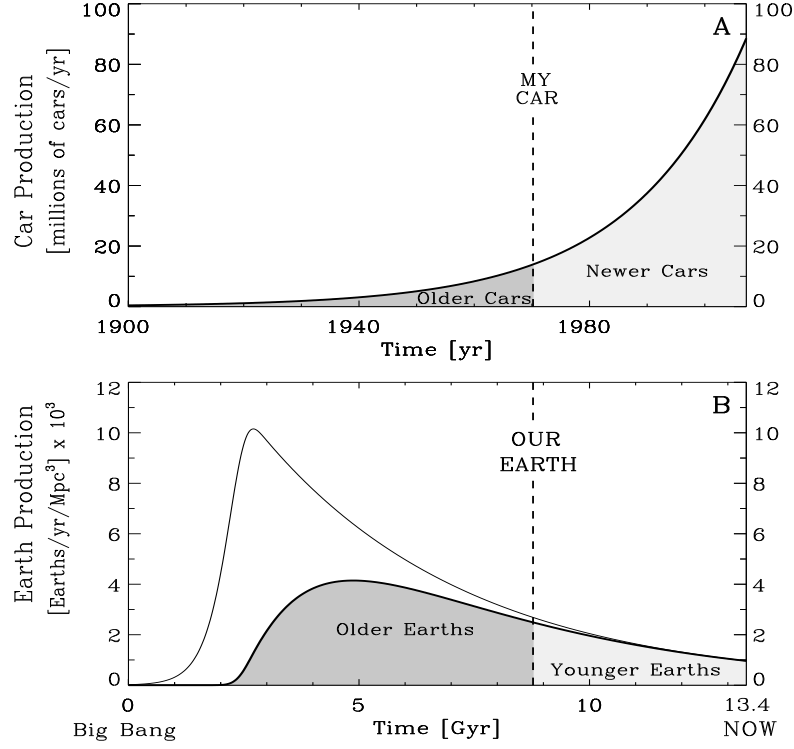 100
80
60
40
20
0
100
80
60
40
20
0
A
Car Production
[millions of cars/yr]
MY
CAR
Older Cars
Newer Cars
1900
1940
1980
Time [yr]
12
10
8
6
4
2
0
12
10
8
6
4
2
0
B
Earth Production
[Earths/yr/Mpc³] x 10³
OUR
EARTH
Older Earths
Younger Earths
0
5
10
13.4
Big Bang
Time [Gyr]
NOW